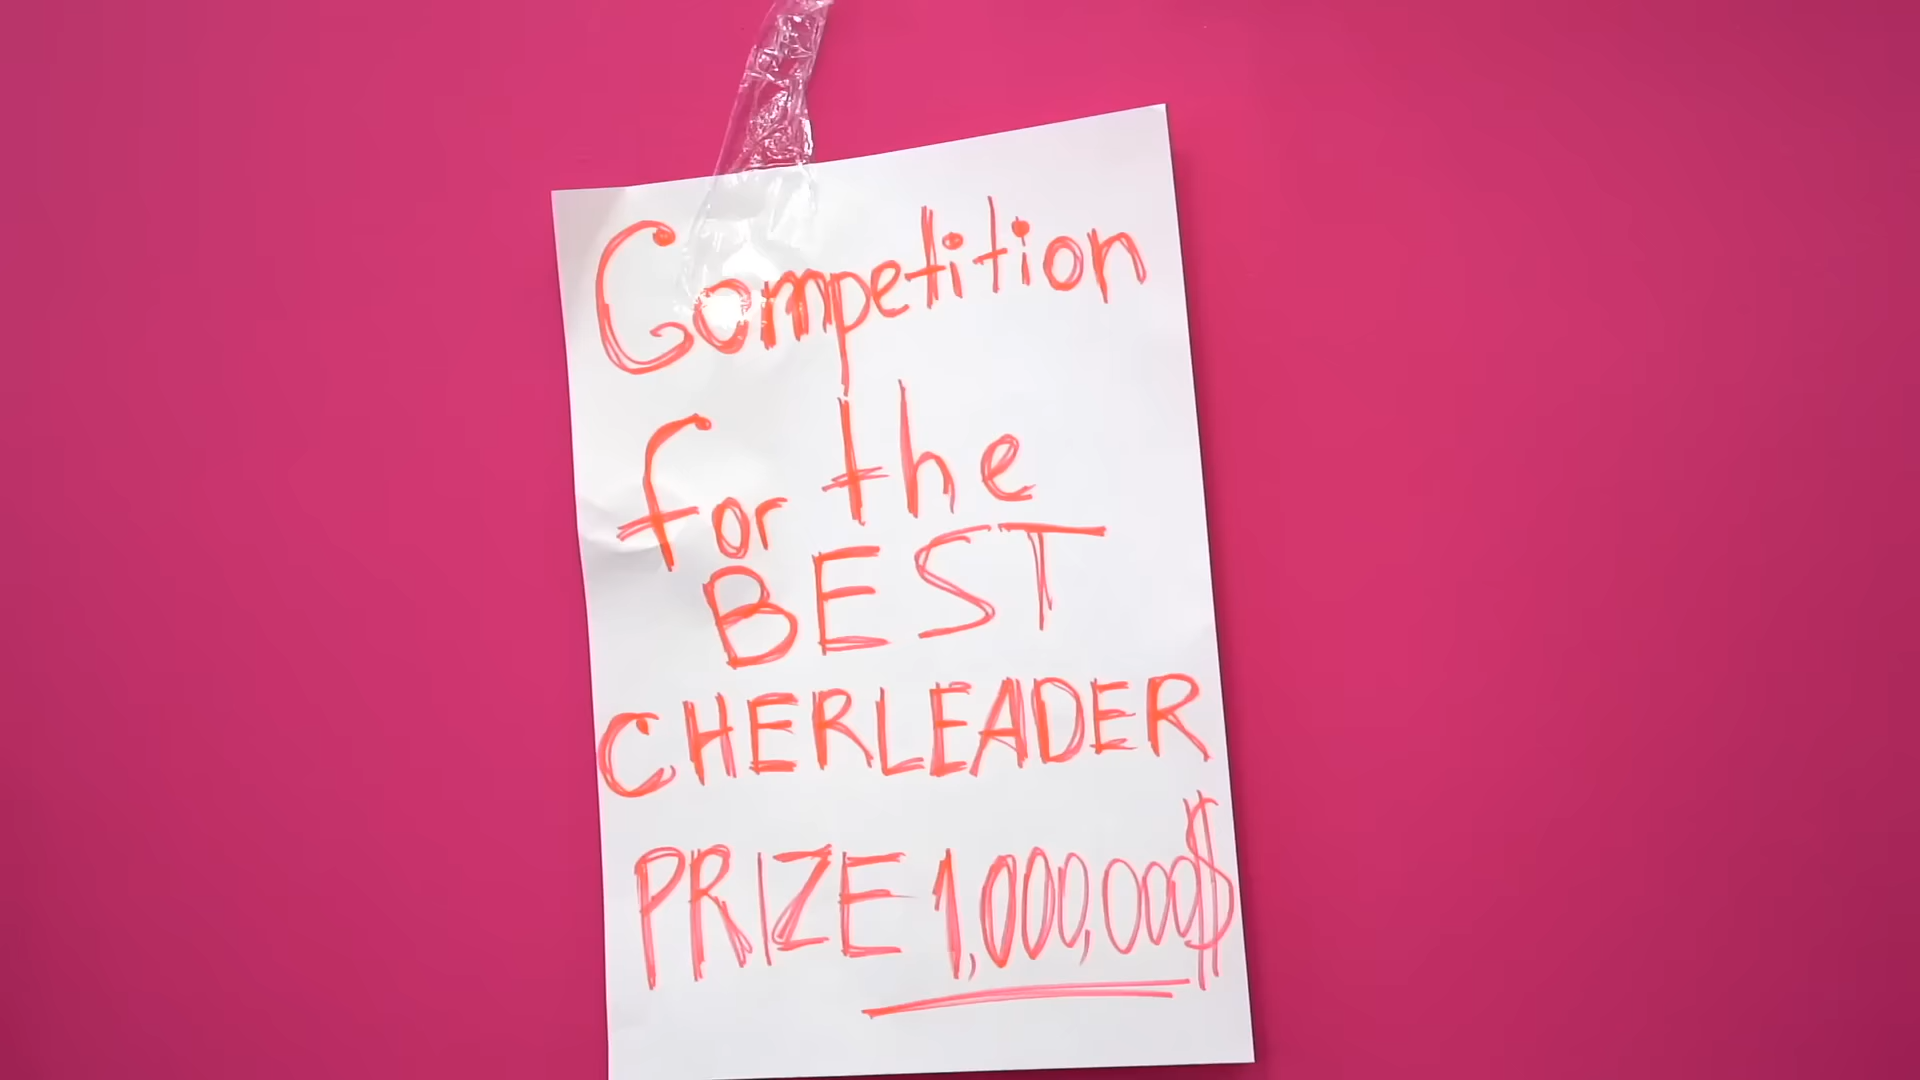 Competition
for the
BEST
CHERLEADER
PRIZE 1,000,000$